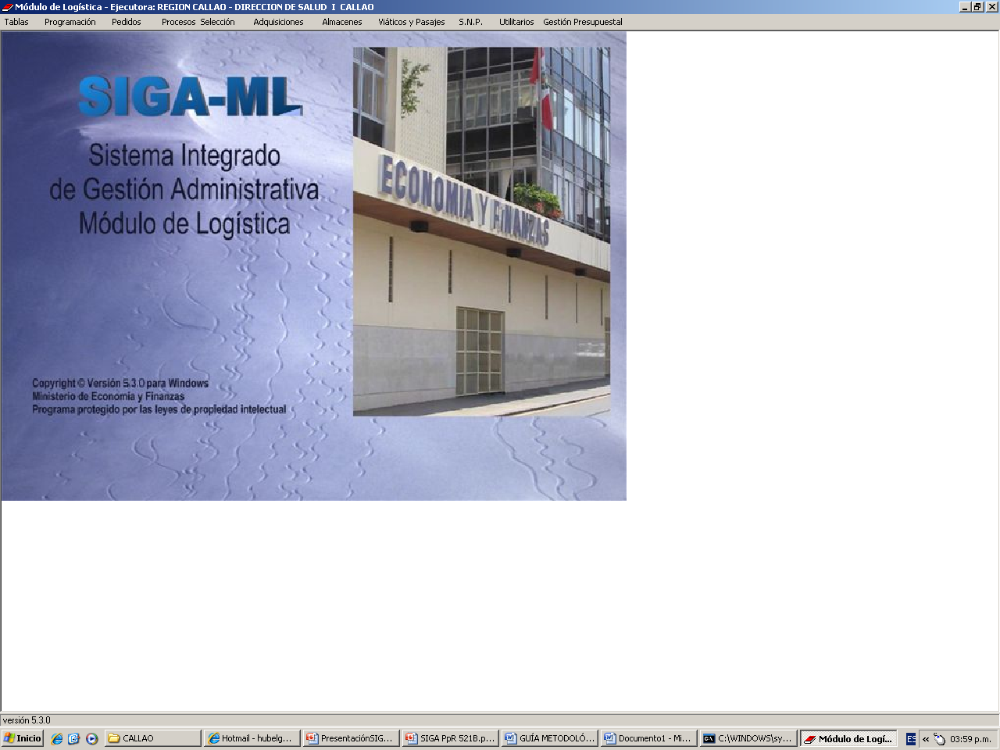 Módulo de Logística - Ejecutora: REGION CALLAO - DIRECCION DE SALUD I CALLAO
Tablas Programación Pedidos Procesos Selección Adquisiciones Almacenes Viáticos y Pasajes S.N.P. Utilitarios Gestión Presupuestal
SIGA-ML
Sistema Integrado
de Gestión Administrativa
Módulo de Logística
ECONOMIA Y FINANZAS
Copyright © Versión 5.3.0 para Windows
Ministerio de Economía y Finanzas
Programa protegido por las leyes de propiedad intelectual
versión 5.3.0
Inicio CALLAO Hotmail - hubelg... PresentaciónSIG... SIGA PpR 521B.p... GUÍA METODOLÓ... Documento1 - Mi... C:\WINDOWS\sy... Módulo de Logí... ES « 03:59 p.m.